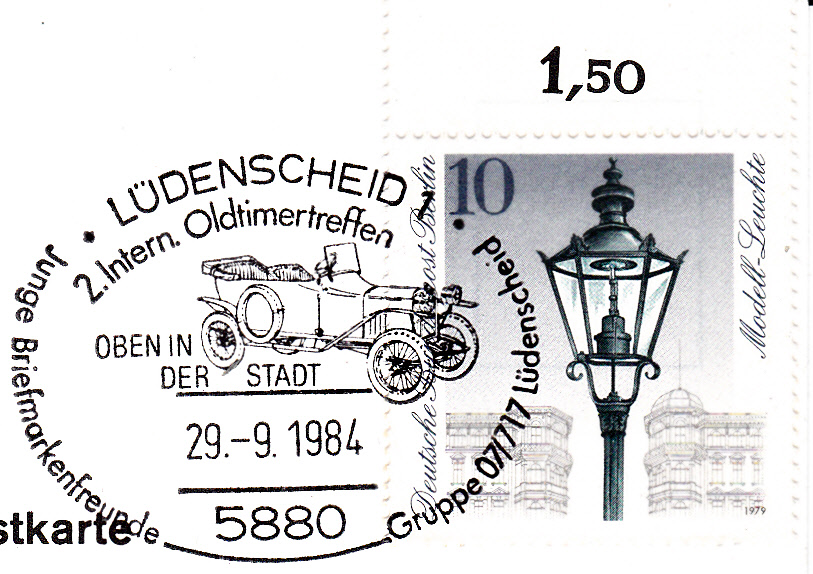 1,50
LÜDENSCHEID 1
2. Intern. Oldtimertreffen
OBEN IN
DER STADT
29.-9. 1984
5880
Junge Briefmarkenfreunde
Gruppe 07/717 Lüdenscheid
stkarte
10
Deutsche Bundespost Berlin
Modell-Leuchte
1979